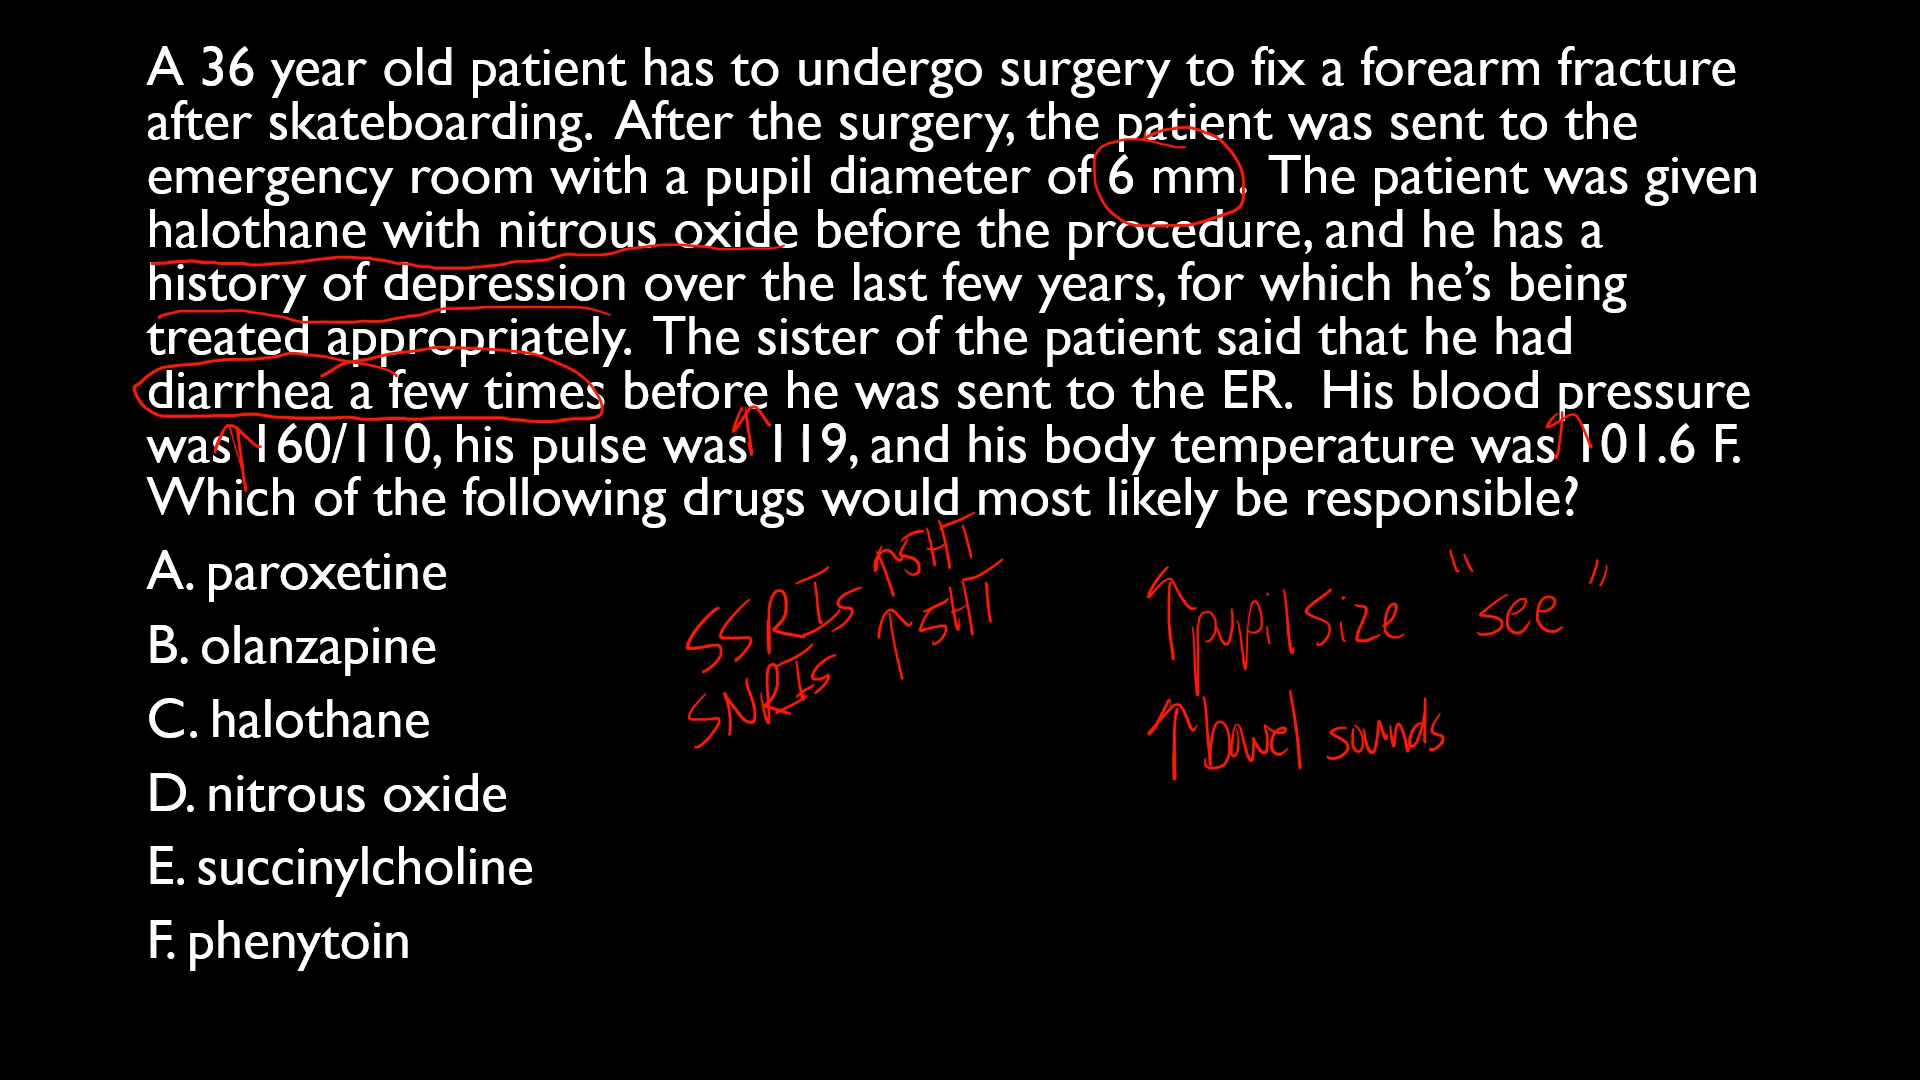 A 36 year old patient has to undergo surgery to fix a forearm fracture
after skateboarding. After the surgery, the patient was sent to the
emergency room with a pupil diameter of 6 mm. The patient was given
halothane with nitrous oxide before the procedure, and he has a
history of depression over the last few years, for which he’s being
treated appropriately. The sister of the patient said that he had
diarrhea a few times before he was sent to the ER. His blood pressure
was ↑ 160/110, his pulse was ↑ 119, and his body temperature was ↑ 101.6 F.
Which of the following drugs would most likely be responsible?
A. paroxetine
B. olanzapine
C. halothane
D. nitrous oxide
E. succinylcholine
F. phenytoin
SSRIs ↑5HT
SNRIs ↑5HT
↑pupil size "see"
↑bowel sounds